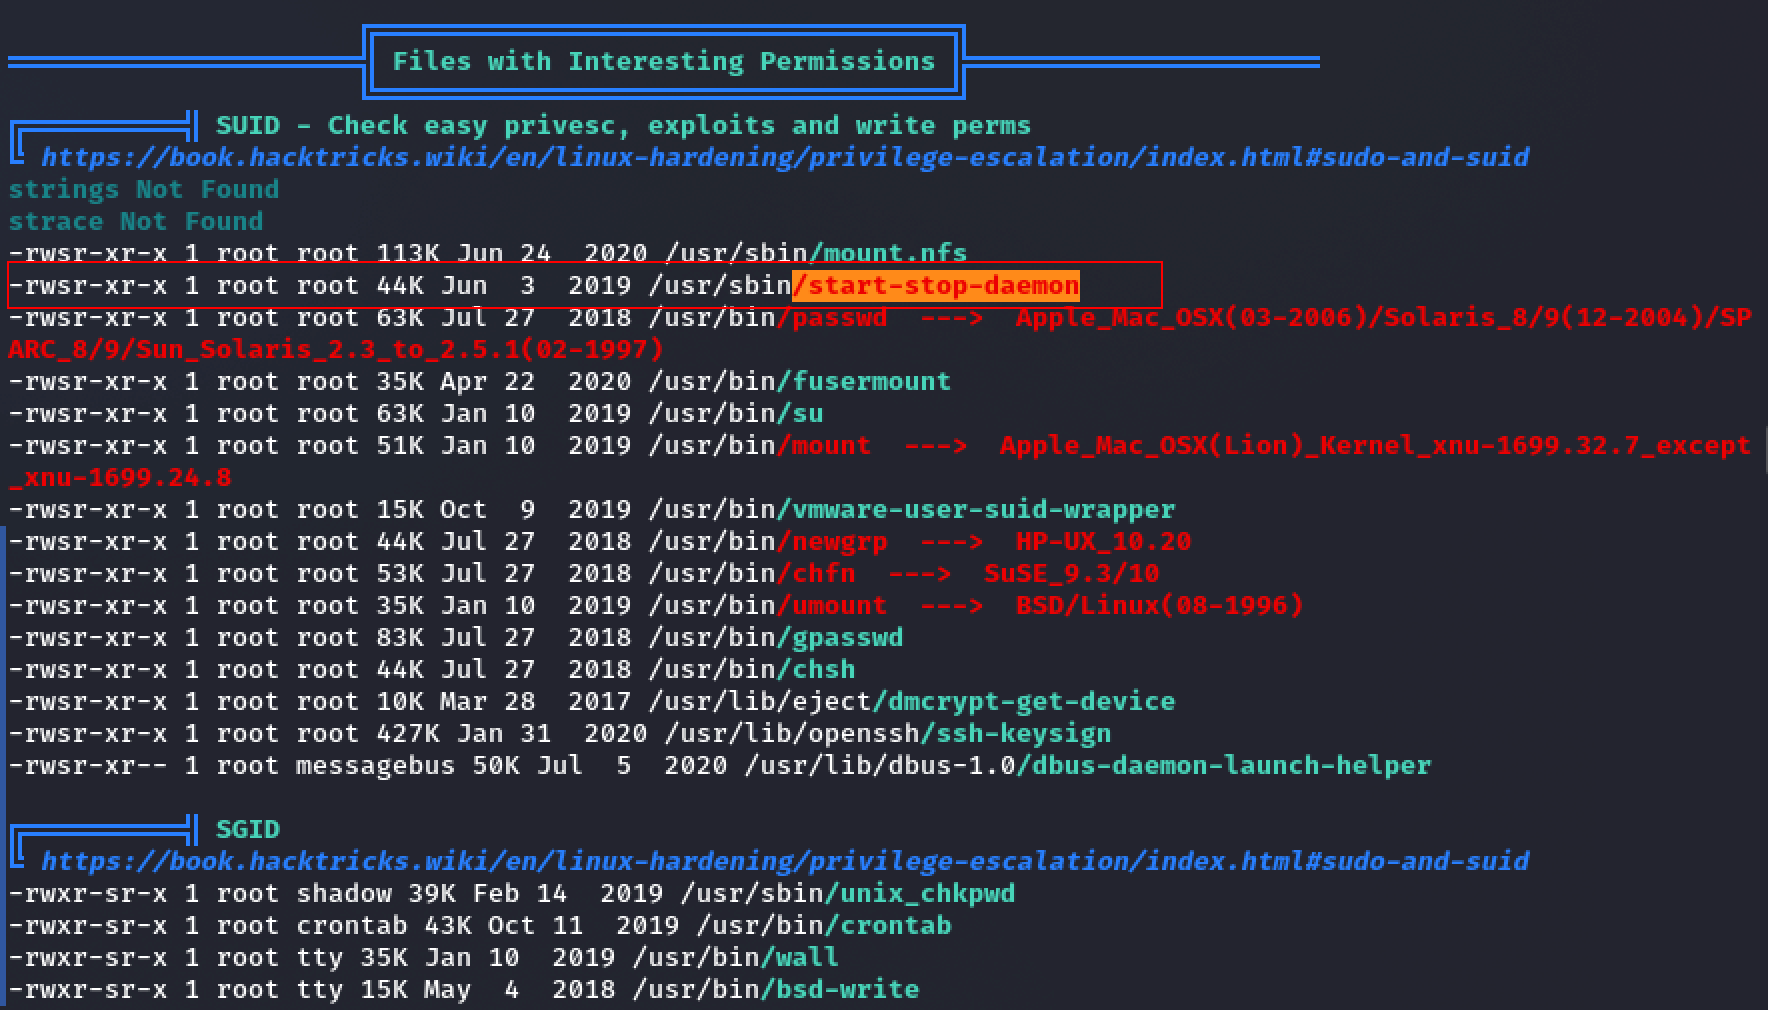 Files with Interesting Permissions
SUID - Check easy privesc, exploits and write perms
https://book.hacktricks.wiki/en/linux-hardening/privilege-escalation/index.html#sudo-and-suid
strings Not Found
strace Not Found
-rwsr-xr-x 1 root root 113K Jun 24  2020 /usr/sbin/mount.nfs
-rwsr-xr-x 1 root root 44K Jun  3  2019 /usr/sbin/start-stop-daemon
-rwsr-xr-x 1 root root 63K Jul 27  2018 /usr/bin/passwd  --->  Apple_Mac_OSX(03-2006)/Solaris_8/9(12-2004)/SP
ARC_8/9/Sun_Solaris_2.3_to_2.5.1(02-1997)
-rwsr-xr-x 1 root root 35K Apr 22  2020 /usr/bin/fusermount
-rwsr-xr-x 1 root root 63K Jan 10  2019 /usr/bin/su
-rwsr-xr-x 1 root root 51K Jan 10  2019 /usr/bin/mount  --->  Apple_Mac_OSX(Lion)_Kernel_xnu-1699.32.7_except
_xnu-1699.24.8
-rwsr-xr-x 1 root root 15K Oct  9  2019 /usr/bin/vmware-user-suid-wrapper
-rwsr-xr-x 1 root root 44K Jul 27  2018 /usr/bin/newgrp  --->  HP-UX_10.20
-rwsr-xr-x 1 root root 53K Jul 27  2018 /usr/bin/chfn  --->  SuSE_9.3/10
-rwsr-xr-x 1 root root 35K Jan 10  2019 /usr/bin/umount  --->  BSD/Linux(08-1996)
-rwsr-xr-x 1 root root 83K Jul 27  2018 /usr/bin/gpasswd
-rwsr-xr-x 1 root root 44K Jul 27  2018 /usr/bin/chsh
-rwsr-xr-x 1 root root 10K Mar 28  2017 /usr/lib/eject/dmcrypt-get-device
-rwsr-xr-x 1 root root 427K Jan 31  2020 /usr/lib/openssh/ssh-keysign
-rwsr-xr-- 1 root messagebus 50K Jul  5  2020 /usr/lib/dbus-1.0/dbus-daemon-launch-helper
SGID
https://book.hacktricks.wiki/en/linux-hardening/privilege-escalation/index.html#sudo-and-suid
-rwxr-sr-x 1 root shadow 39K Feb 14  2019 /usr/sbin/unix_chkpwd
-rwxr-sr-x 1 root crontab 43K Oct 11  2019 /usr/bin/crontab
-rwxr-sr-x 1 root tty 35K Jan 10  2019 /usr/bin/wall
-rwxr-sr-x 1 root tty 15K May  4  2018 /usr/bin/bsd-write